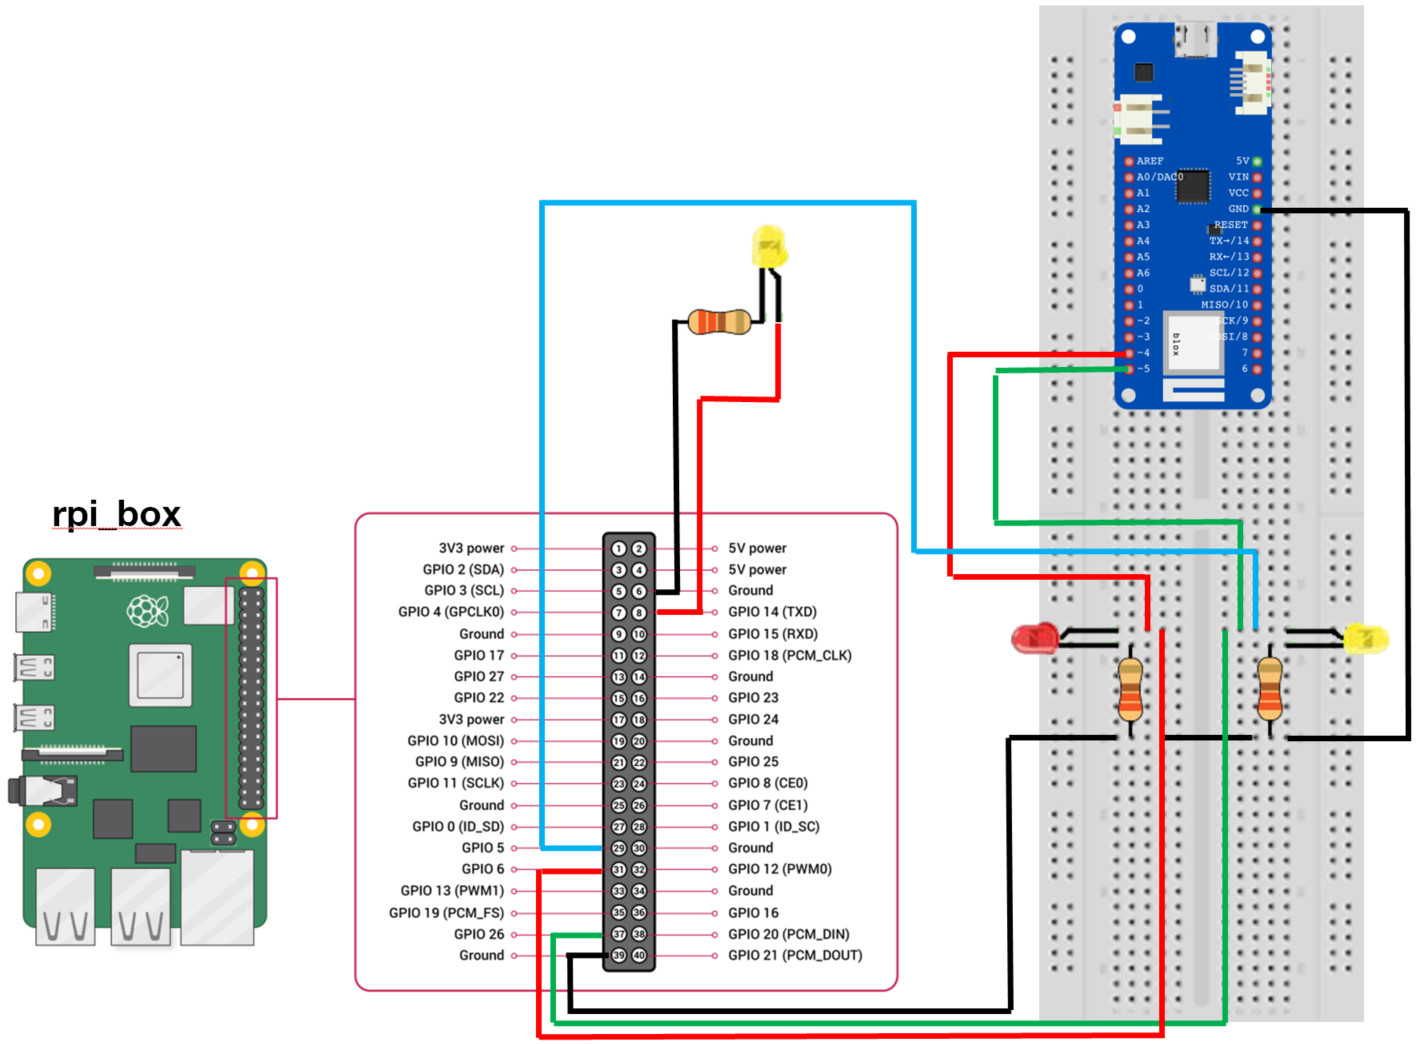 rpi_box
3V3 power 1 2 5V power
GPIO 2 (SDA) 3 4 5V power
GPIO 3 (SCL) 5 6 Ground
GPIO 4 (GPCLK0) 7 8 GPIO 14 (TXD)
Ground 9 10 GPIO 15 (RXD)
GPIO 17 11 12 GPIO 18 (PCM_CLK)
GPIO 27 13 14 Ground
GPIO 22 15 16 GPIO 23
3V3 power 17 18 GPIO 24
GPIO 10 (MOSI) 19 20 Ground
GPIO 9 (MISO) 21 22 GPIO 25
GPIO 11 (SCLK) 23 24 GPIO 8 (CE0)
Ground 25 26 GPIO 7 (CE1)
GPIO 0 (ID_SD) 27 28 GPIO 1 (ID_SC)
GPIO 5 29 30 Ground
GPIO 6 31 32 GPIO 12 (PWM0)
GPIO 13 (PWM1) 33 34 Ground
GPIO 19 (PCM_FS) 35 36 GPIO 16
GPIO 26 37 38 GPIO 20 (PCM_DIN)
Ground 39 40 GPIO 21 (PCM_DOUT)
AREF 5V
A0/DAC0 VIN
A1 VCC
A2 GND
A3 RESET
A4 TX→/14
A5 RX←/13
A6 SCL/12
0 SDA/11
1 MISO/10
~2 SCK/9
~3 MOSI/8
~4 7
~5 6
blox